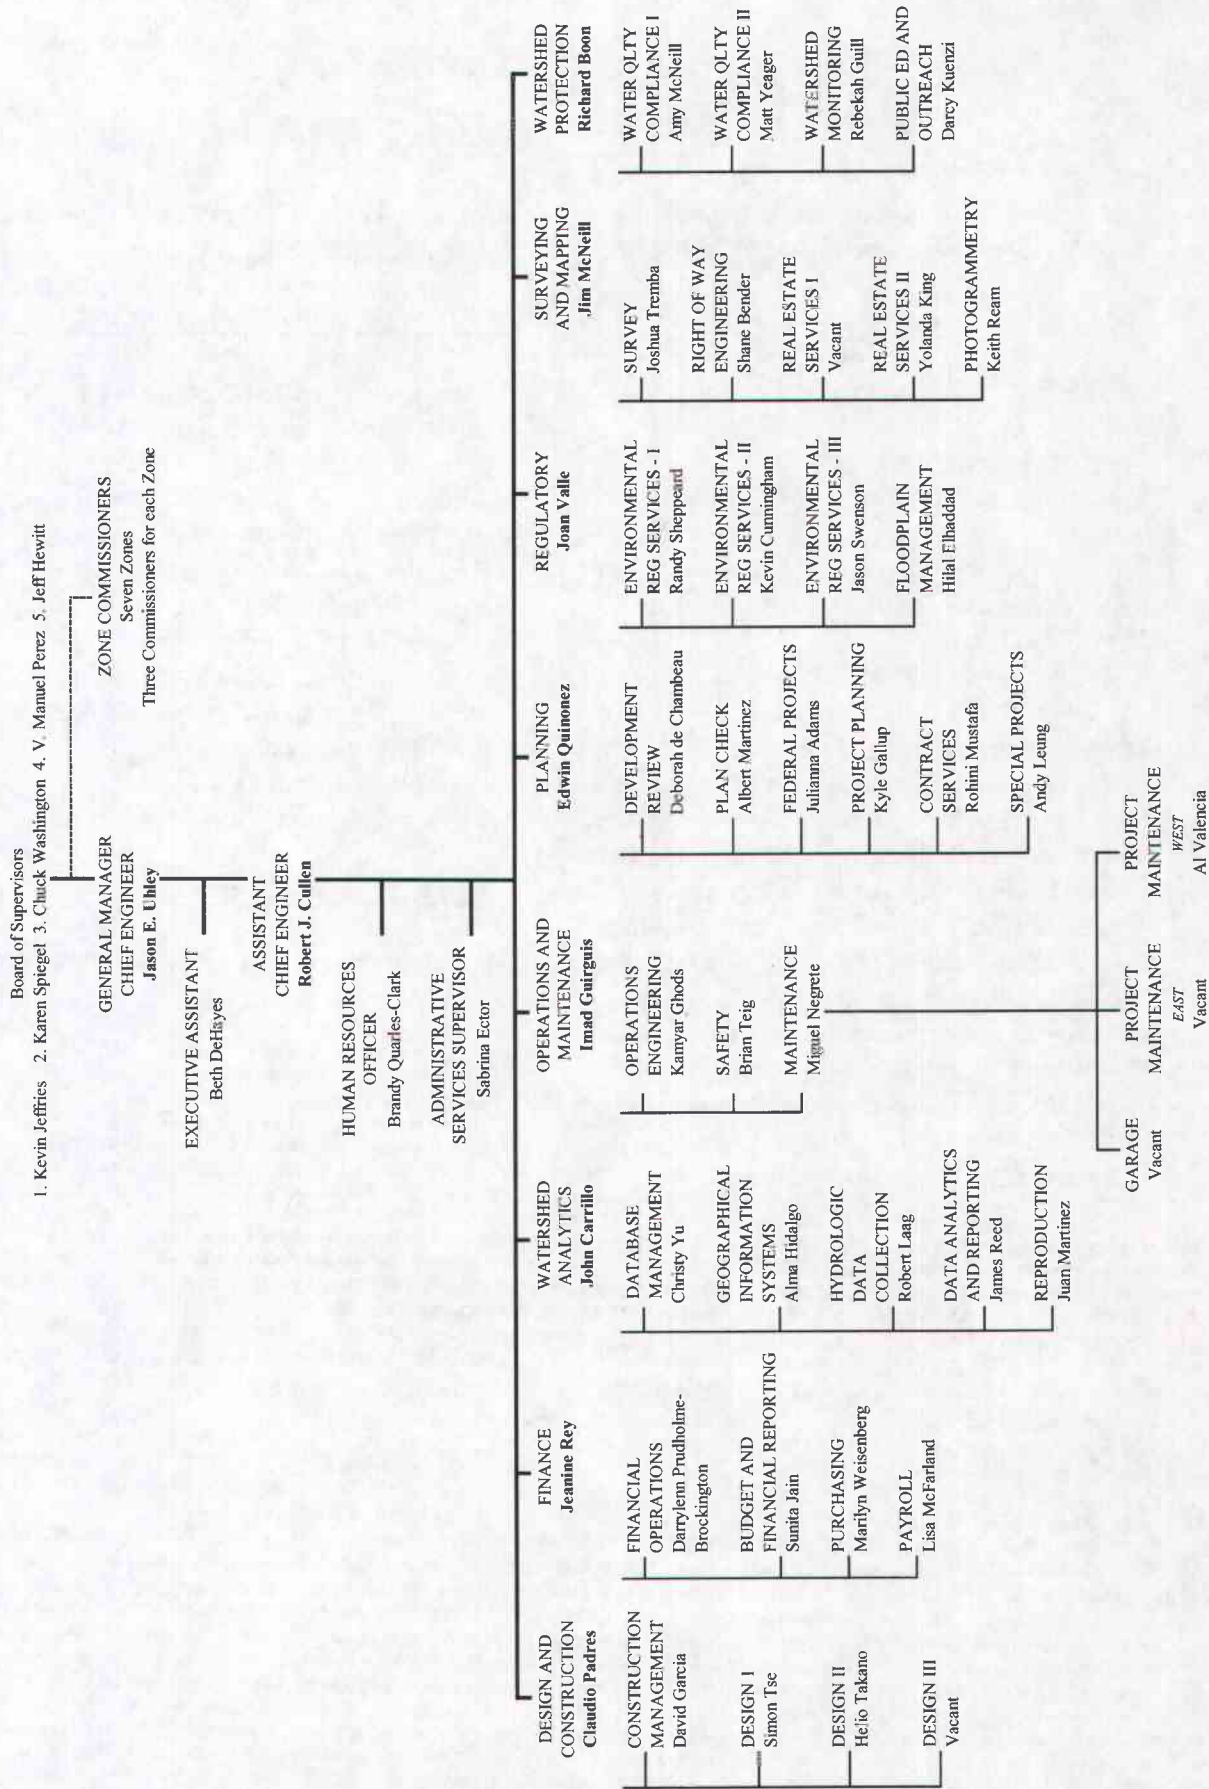 Board of Supervisors
1. Kevin Jeffries 2. Karen Spiegel 3. Chuck Washington 4. V. Manuel Perez 5. Jeff Hewitt
GENERAL MANAGER
CHIEF ENGINEER
Jason E. Uhley
ZONE COMMISSIONERS
Seven Zones
Three Commissioners for each Zone
EXECUTIVE ASSISTANT
Beth DeHayes
ASSISTANT
CHIEF ENGINEER
Robert J. Cullen
HUMAN RESOURCES
OFFICER
Brandy Quarles-Clark
ADMINISTRATIVE
SERVICES SUPERVISOR
Sabrina Ector
DESIGN AND
CONSTRUCTION
Claudio Padres
CONSTRUCTION
MANAGEMENT
David Garcia
DESIGN I
Simon Tse
DESIGN II
Helio Takano
DESIGN III
Vacant
FINANCE
Jeanine Rey
FINANCIAL
OPERATIONS
Darrylenn Prudholme-
Brockington
BUDGET AND
FINANCIAL REPORTING
Sunita Jain
PURCHASING
Marilyn Weisenberg
PAYROLL
Lisa McFarland
WATERSHED
ANALYTICS
John Carrillo
DATABASE
MANAGEMENT
Christy Yu
GEOGRAPHICAL
INFORMATION
SYSTEMS
Alma Hidalgo
HYDROLOGIC
DATA
COLLECTION
Robert Laag
DATA ANALYTICS
AND REPORTING
James Reed
REPRODUCTION
Juan Martinez
OPERATIONS AND
MAINTENANCE
Imad Guirguis
OPERATIONS
ENGINEERING
Kamyar Ghods
SAFETY
Brian Teig
MAINTENANCE
Miguel Negrete
GARAGE
Vacant
PROJECT
MAINTENANCE
EAST
Vacant
PROJECT
MAINTENANCE
WEST
Al Valencia
PLANNING
Edwin Quinonez
DEVELOPMENT
REVIEW
Deborah de Chambeau
PLAN CHECK
Albert Martinez
FEDERAL PROJECTS
Julianna Adams
PROJECT PLANNING
Kyle Gallup
CONTRACT
SERVICES
Rohini Mustafa
SPECIAL PROJECTS
Andy Leung
REGULATORY
Joan Valle
ENVIRONMENTAL
REG SERVICES - I
Randy Sheppeard
ENVIRONMENTAL
REG SERVICES - II
Kevin Cunningham
ENVIRONMENTAL
REG SERVICES - III
Jason Swenson
FLOODPLAIN
MANAGEMENT
Hilal Elhaddad
SURVEYING
AND MAPPING
Jim McNeill
SURVEY
Joshua Tremba
RIGHT OF WAY
ENGINEERING
Shane Bender
REAL ESTATE
SERVICES I
Vacant
REAL ESTATE
SERVICES II
Yolanda King
PHOTOGRAMMETRY
Keith Ream
WATERSHED
PROTECTION
Richard Boon
WATER QLTY
COMPLIANCE I
Amy McNeill
WATER QLTY
COMPLIANCE II
Matt Yeager
WATERSHED
MONITORING
Rebekah Guill
PUBLIC ED AND
OUTREACH
Darcy Kuenzi